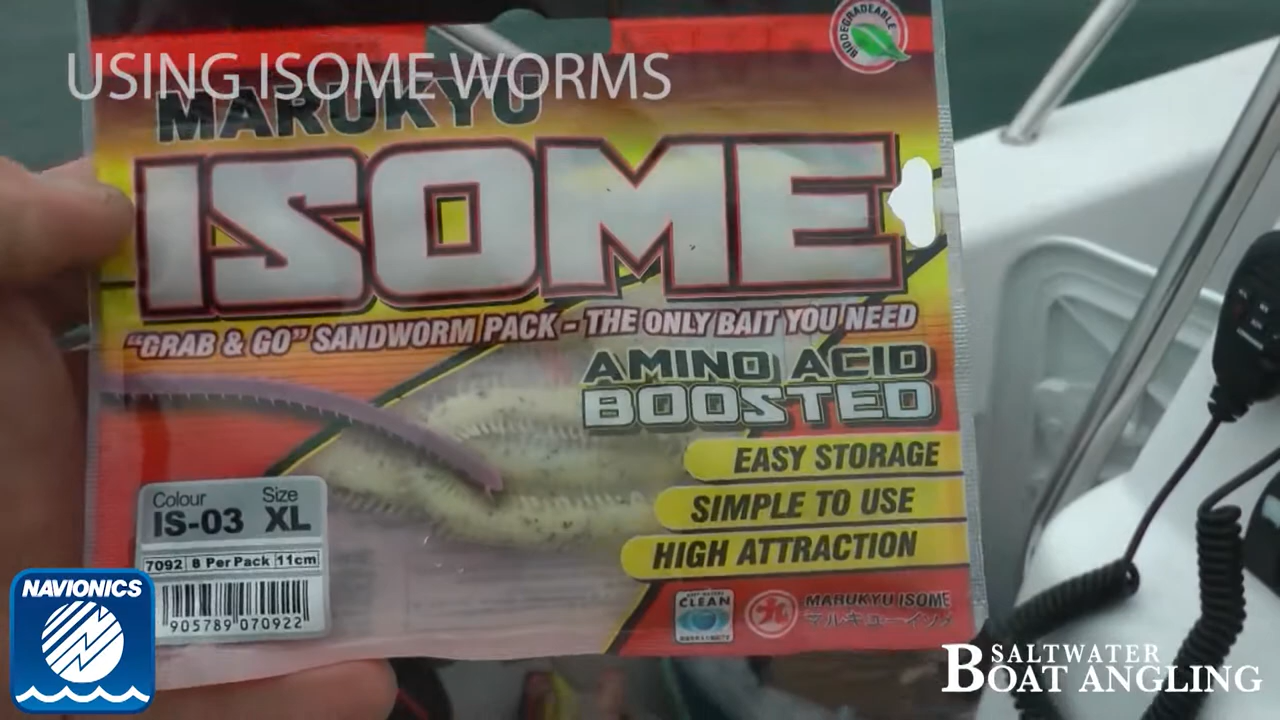 USING ISOME WORMS
BIODEGRADEABLE
MARUKYU
ISOME
"GRAB & GO" SANDWORM PACK - THE ONLY BAIT YOU NEED
AMINO ACID
BOOSTED
EASY STORAGE
SIMPLE TO USE
HIGH ATTRACTION
Colour Size
IS-03 XL
7092 8 Per Pack 11cm
905789 070922
CLEAN
MARUKYU ISOME
マルキユーイソメ
NAVIONICS
SALTWATER
BOAT ANGLING